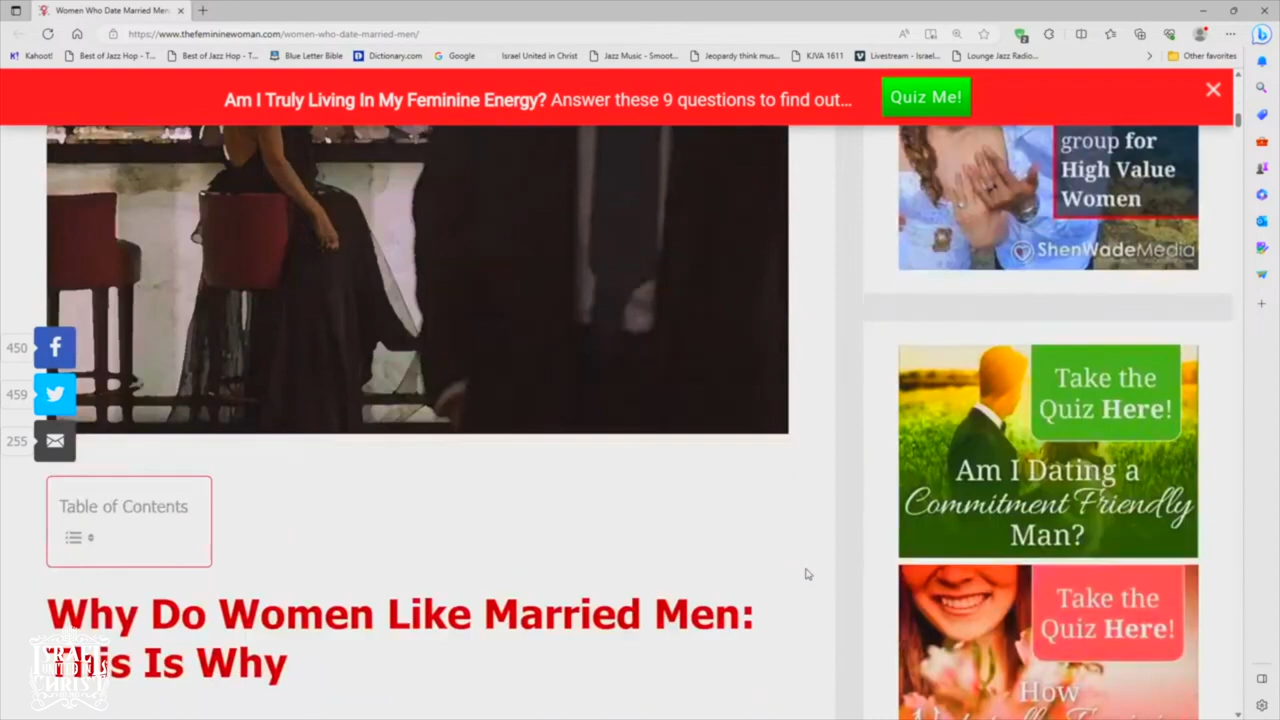 Women Who Date Married Men
https://www.thefemininewoman.com/women-who-date-married-men/
Kahoot!
Best of Jazz Hop - T...
Best of Jazz Hop - T...
Blue Letter Bible
Dictionary.com
Google
Israel United in Christ
Jazz Music - Smoot...
Jeopardy think mus...
KJVA 1611
Livestream - Israel...
Lounge Jazz Radio...
Other favorites
Am I Truly Living In My Feminine Energy? Answer these 9 questions to find out...
Quiz Me!
group for
High Value
Women
ShenWadeMedia
450
459
255
Take the
Quiz Here!
Am I Dating a
Commitment Friendly
Man?
Table of Contents
Take the
Quiz Here!
How
Why Do Women Like Married Men:
This Is Why
ISRAEL
UNITED IN
CHRIST